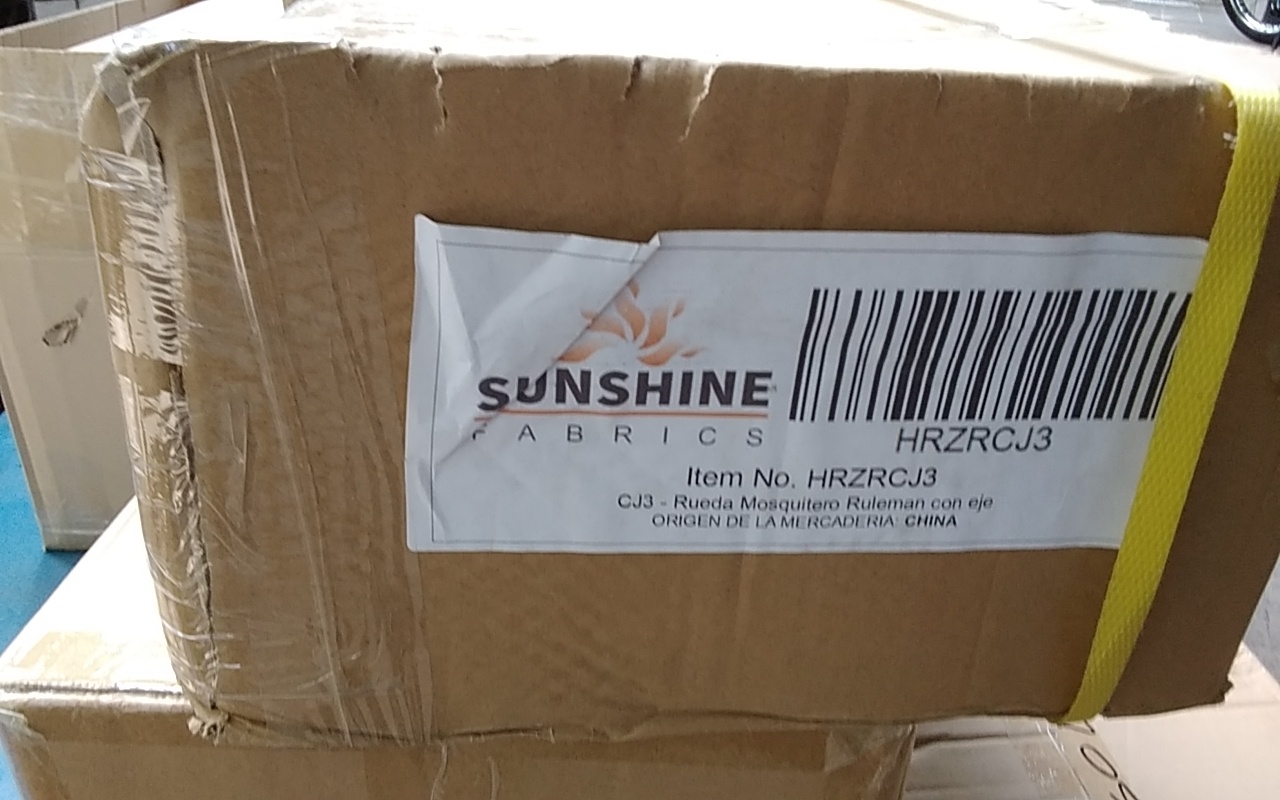 SUNSHINE
FABRICS
HRZRCJ3
Item No. HRZRCJ3
CJ3 - Rueda Mosquitero Ruleman con eje
ORIGEN DE LA MERCADERIA: CHINA